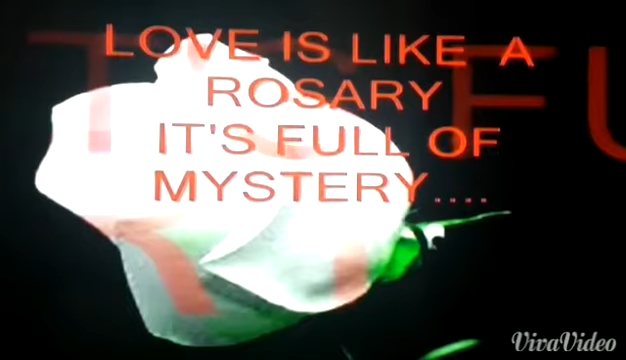 LOVE IS LIKE A
ROSARY
IT'S FULL OF
MYSTERY....
VivaVideo